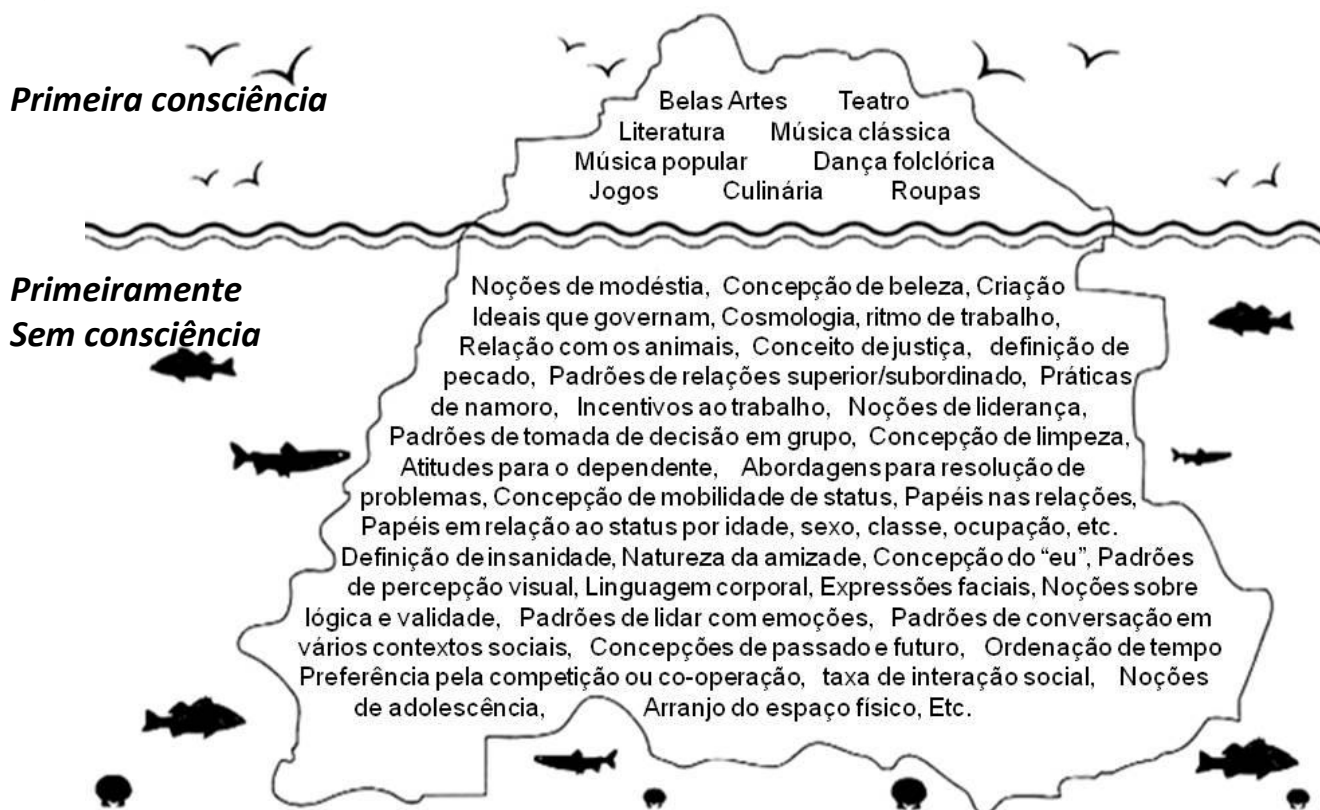 Primeira consciência
Belas Artes Teatro
Literatura Música clássica
Música popular Dança folclórica
Jogos Culinária Roupas
Primeiramente
Sem consciência
Noções de modéstia, Concepção de beleza, Criação
Ideais que governam, Cosmologia, ritmo de trabalho,
Relação com os animais, Conceito de justiça, definição de
pecado, Padrões de relações superior/subordinado, Práticas
de namoro, Incentivos ao trabalho, Noções de liderança,
Padrões de tomada de decisão em grupo, Concepção de limpeza,
Atitudes para o dependente, Abordagens para resolução de
problemas, Concepção de mobilidade de status, Papéis nas relações,
Papéis em relação ao status por idade, sexo, classe, ocupação, etc.
Definição de insanidade, Natureza da amizade, Concepção do “eu”, Padrões
de percepção visual, Linguagem corporal, Expressões faciais, Noções sobre
lógica e validade, Padrões de lidar com emoções, Padrões de conversação em
vários contextos sociais, Concepções de passado e futuro, Ordenação de tempo
Preferência pela competição ou co-operação, taxa de interação social, Noções
de adolescência, Arranjo do espaço físico, Etc.